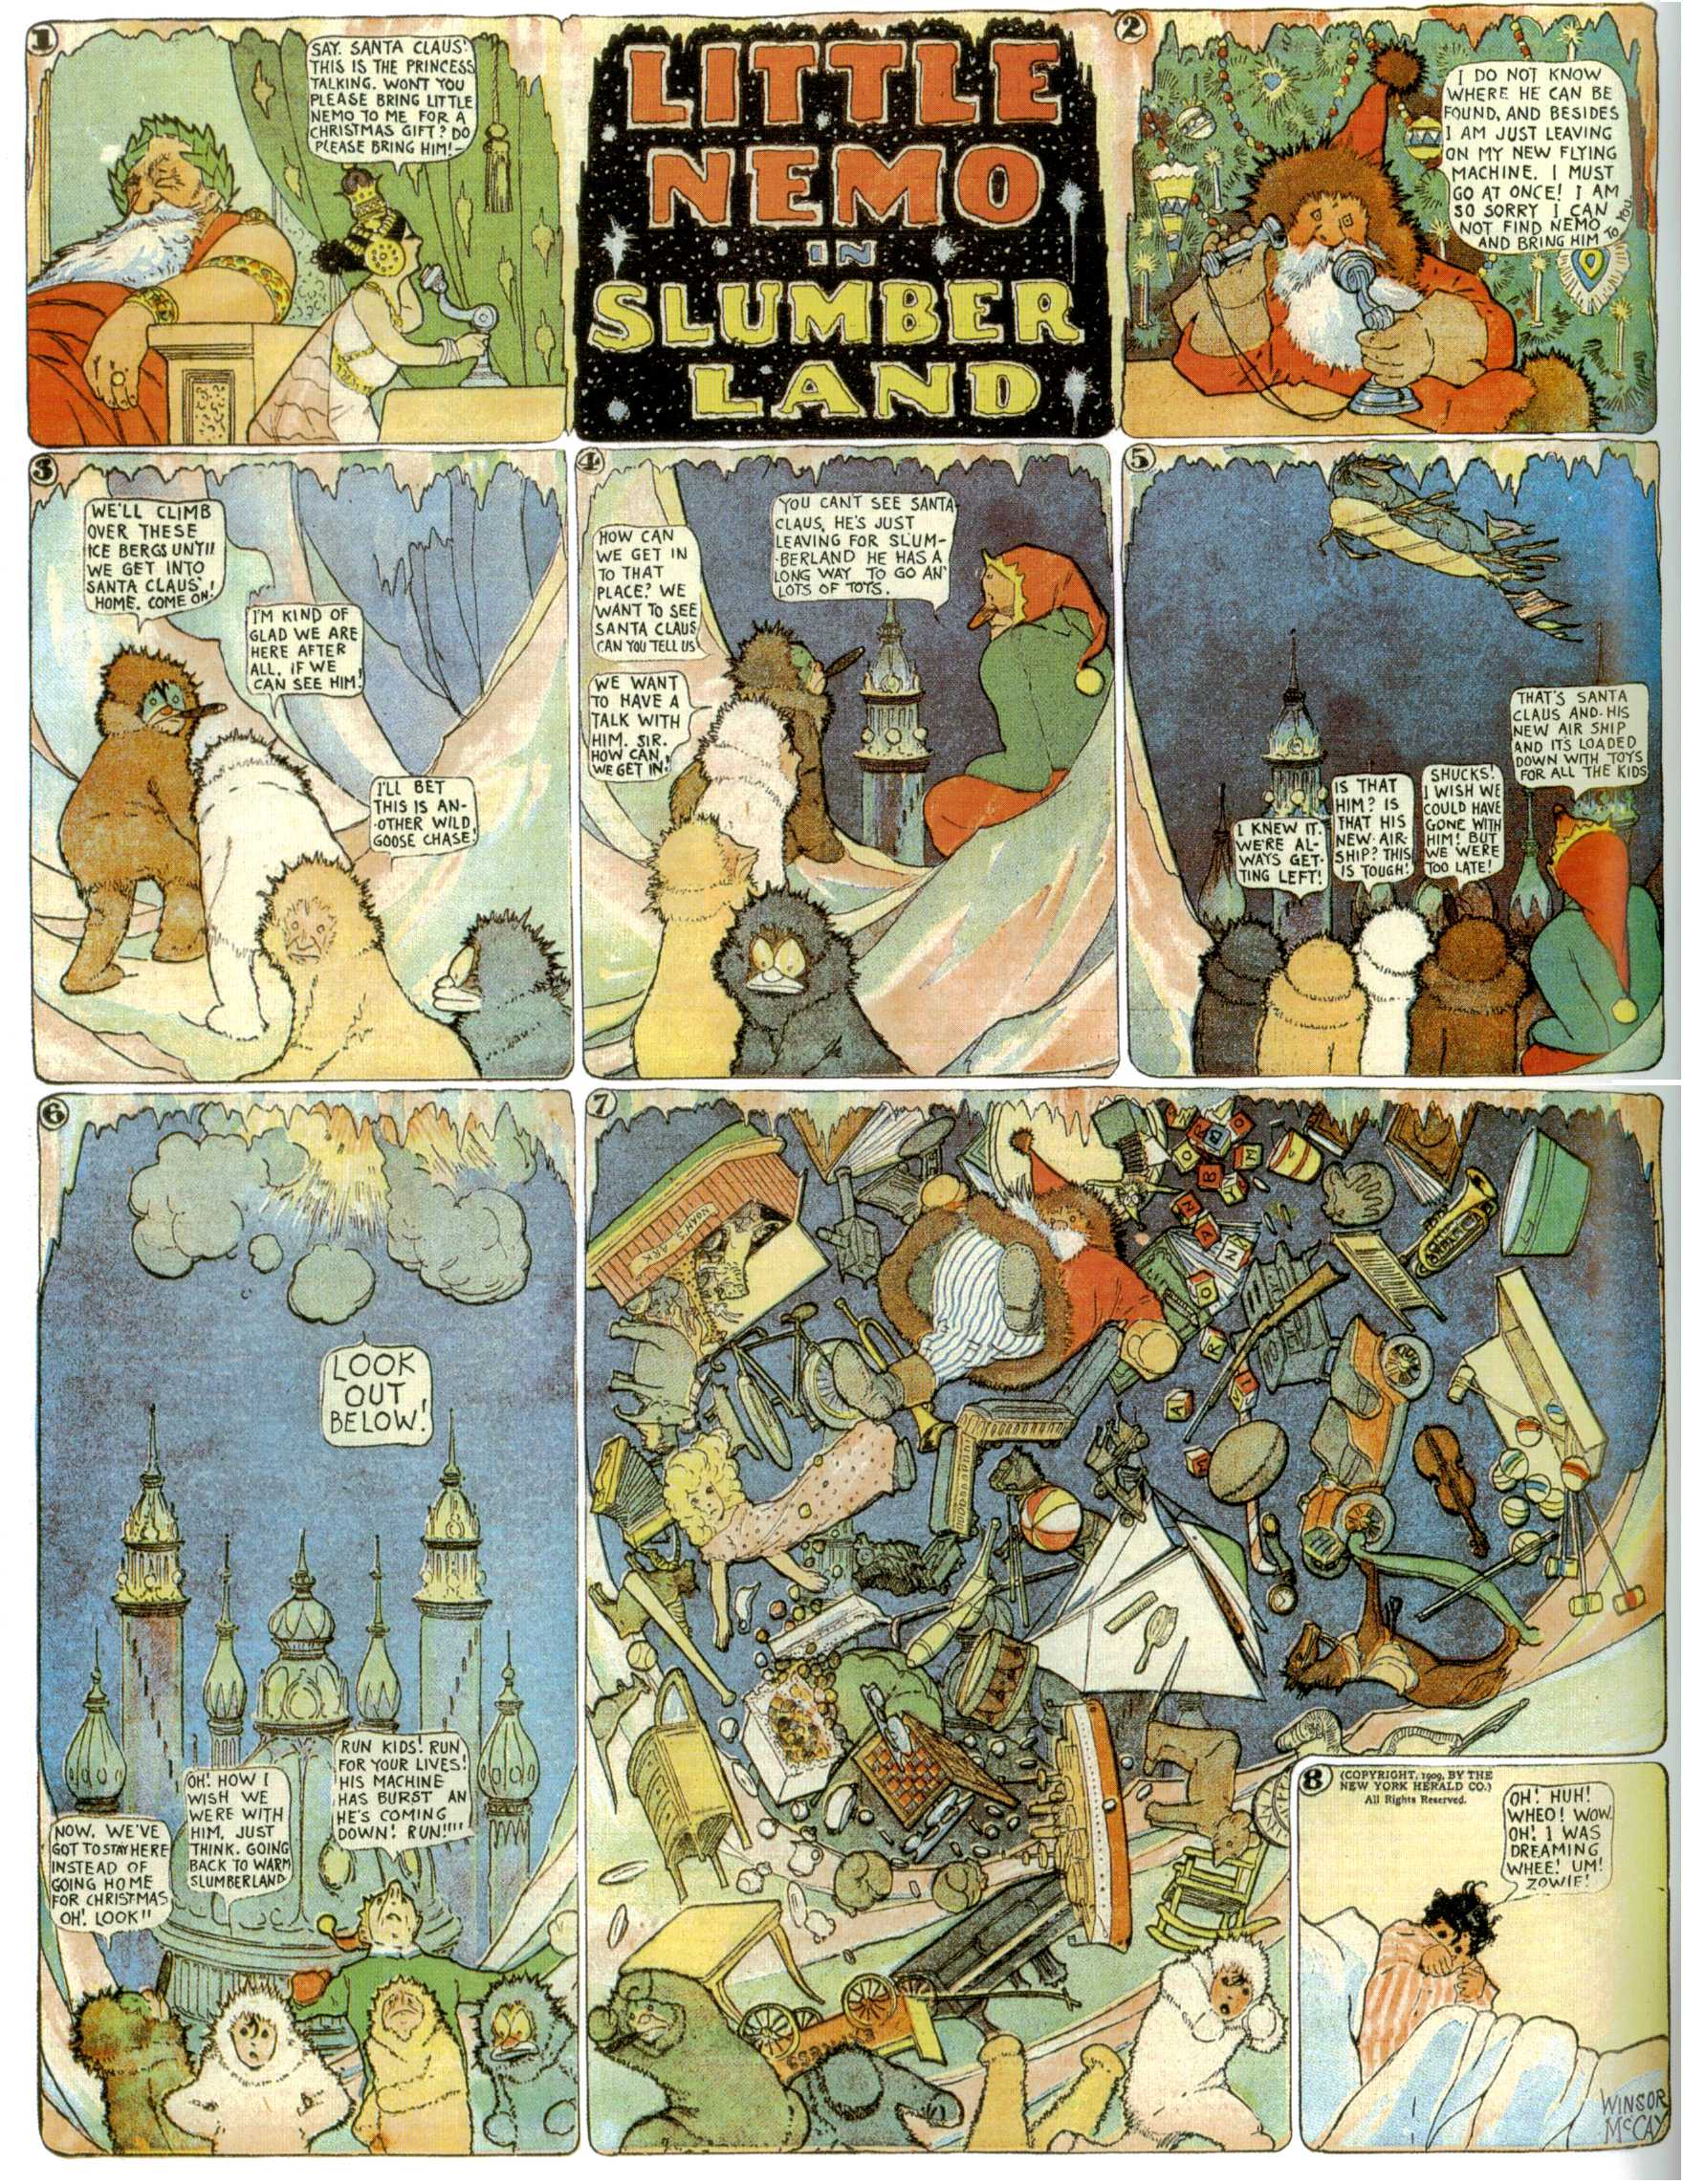 1
SAY. SANTA CLAUS!
THIS IS THE PRINCESS
TALKING. WONT YOU
PLEASE BRING LITTLE
NEMO TO ME FOR A
CHRISTMAS GIFT? DO
PLEASE BRING HIM!-
LITTLE
NEMO
IN
SLUMBER
LAND
2
I DO NOT KNOW
WHERE HE CAN BE
FOUND, AND BESIDES
I AM JUST LEAVING
ON MY NEW FLYING
MACHINE. I MUST
GO AT ONCE! I AM
SO SORRY I CAN
NOT FIND NEMO
AND BRING HIM TO YOU
3
WE'LL CLIMB
OVER THESE
ICE BERGS UNTIL
WE GET INTO
SANTA CLAUS'
HOME. COME ON!
I'M KIND OF
GLAD WE ARE
HERE AFTER
ALL. IF WE
CAN SEE HIM!
I'LL BET
THIS IS AN-
-OTHER WILD
GOOSE CHASE!
4
HOW CAN
WE GET IN
TO THAT
PLACE? WE
WANT TO SEE
SANTA CLAUS
CAN YOU TELL US
YOU CAN'T SEE SANTA
CLAUS, HE'S JUST
LEAVING FOR SLUM-
-BERLAND HE HAS A
LONG WAY TO GO AN'
LOTS OF TOYS.
WE WANT
TO HAVE A
TALK WITH
HIM. SIR.
HOW CAN
WE GET IN!
5
I KNEW IT.
WE'RE AL-
WAYS GET-
TING LEFT!
IS THAT
HIM? IS
THAT HIS
NEW-AIR-
SHIP? THIS
IS TOUGH!
SHUCKS!
I WISH WE
COULD HAVE
GONE WITH
HIM! BUT
WE WERE
TOO LATE!
THAT'S SANTA
CLAUS AND HIS
NEW AIR SHIP
AND ITS LOADED
DOWN WITH TOYS
FOR ALL THE KIDS
6
LOOK
OUT
BELOW!
NOW, WE'VE
GOT TO STAY HERE
INSTEAD OF
GOING HOME
FOR CHRISTMAS
OH! LOOK!!
OH! HOW I
WISH WE
WERE WITH
HIM, JUST
THINK. GOING
BACK TO WARM
SLUMBERLAND
RUN KIDS! RUN
FOR YOUR LIVES!
HIS MACHINE
HAS BURST AN
HE'S COMING
DOWN! RUN!!!!
7
NOAH'S ARK
8
(COPYRIGHT, 1909, BY THE
NEW YORK HERALD CO.)
All Rights Reserved.
OH! HUH!
WHEO! WOW.
OH! I WAS
DREAMING
WHEE! UM!
ZOWIE!
WINSOR
McCAY